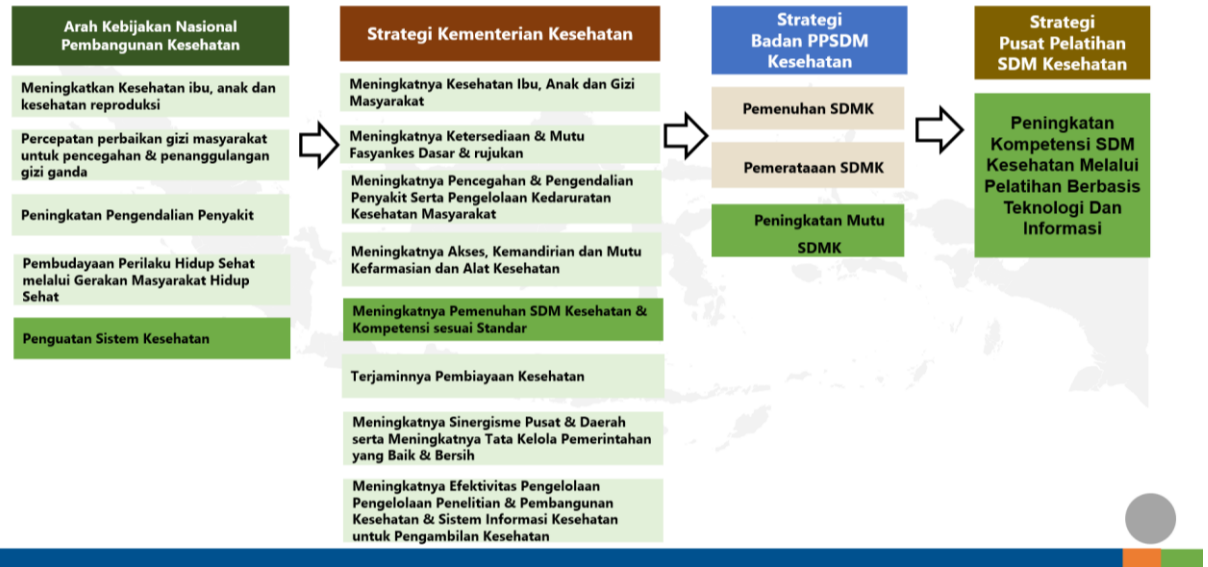 Arah Kebijakan Nasional
Pembangunan Kesehatan
Meningkatkan Kesehatan ibu, anak dan
kesehatan reproduksi
Percepatan perbaikan gizi masyarakat
untuk pencegahan & penanggulangan
gizi ganda
Peningkatan Pengendalian Penyakit
Pembudayaan Perilaku Hidup Sehat
melalui Gerakan Masyarakat Hidup
Sehat
Penguatan Sistem Kesehatan
Strategi Kementerian Kesehatan
Meningkatnya Kesehatan Ibu, Anak dan Gizi
Masyarakat
Meningkatnya Ketersediaan & Mutu
Fasyankes Dasar & rujukan
Meningkatnya Pencegahan & Pengendalian
Penyakit Serta Pengelolaan Kedaruratan
Kesehatan Masyarakat
Meningkatnya Akses, Kemandirian dan Mutu
Kefarmasian dan Alat Kesehatan
Meningkatnya Pemenuhan SDM Kesehatan &
Kompetensi sesuai Standar
Terjaminnya Pembiayaan Kesehatan
Meningkatnya Sinergisme Pusat & Daerah
serta Meningkatnya Tata Kelola Pemerintahan
yang Baik & Bersih
Meningkatnya Efektivitas Pengelolaan
Pengelolaan Penelitian & Pembangunan
Kesehatan & Sistem Informasi Kesehatan
untuk Pengambilan Kesehatan
Strategi
Badan PPSDM
Kesehatan
Pemenuhan SDMK
Pemerataaan SDMK
Peningkatan Mutu
SDMK
Strategi
Pusat Pelatihan
SDM Kesehatan
Peningkatan
Kompetensi SDM
Kesehatan Melalui
Pelatihan Berbasis
Teknologi Dan
Informasi